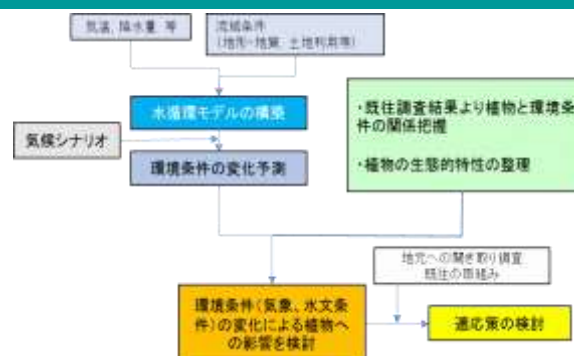 気温、降水量 等
流域条件
(地形・地質、土地利用等)
水循環モデルの構築
気候シナリオ
環境条件の変化予測
・既往調査結果より植物と環境条
件の関係把握
・植物の生態的特性の整理
地元への聞き取り調査
既往の取組み
環境条件(気象、水文条
件)の変化による植物へ
の影響を検討
適応策の検討